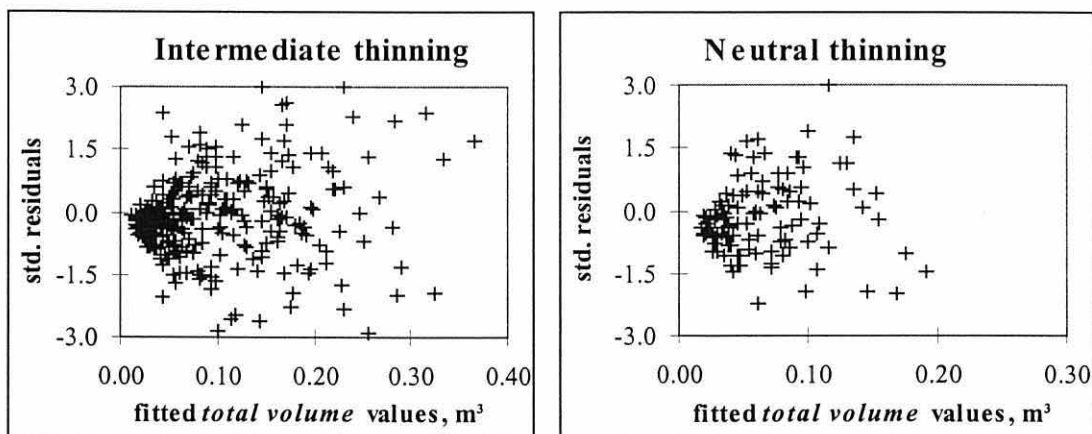 Intermediate thinning
3.0
1.5
0.0
-1.5
-3.0
std. residuals
0.00 0.10 0.20 0.30 0.40
fitted total volume values, m³
Neutral thinning
3.0
1.5
0.0
-1.5
-3.0
std. residuals
0.00 0.10 0.20 0.30
fitted total volume values, m³